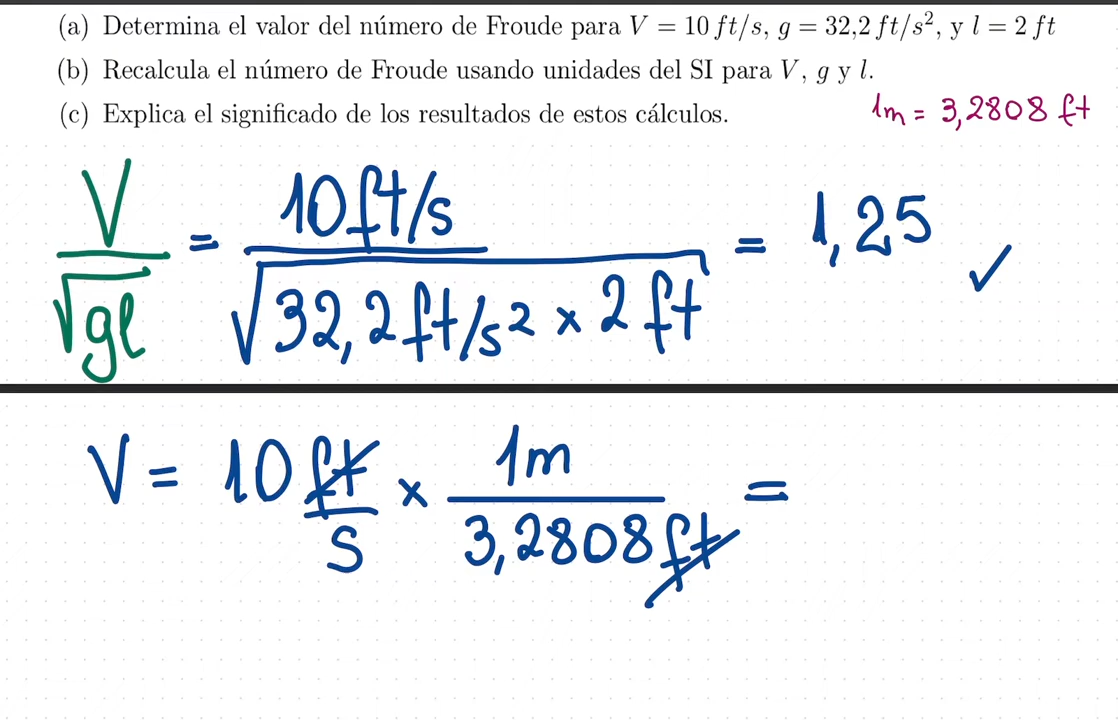 (a) Determina el valor del número de Froude para V = 10 ft/s, g = 32,2 ft/s², y l = 2 ft
(b) Recalcula el número de Froude usando unidades del SI para V, g y l.
(c) Explica el significado de los resultados de estos cálculos.
1m = 3,2808 ft
V / √gl = 10 ft/s / √32,2 ft/s² × 2 ft = 1,25 ✓
V = 10 ft/s × 1m / 3,2808 ft =